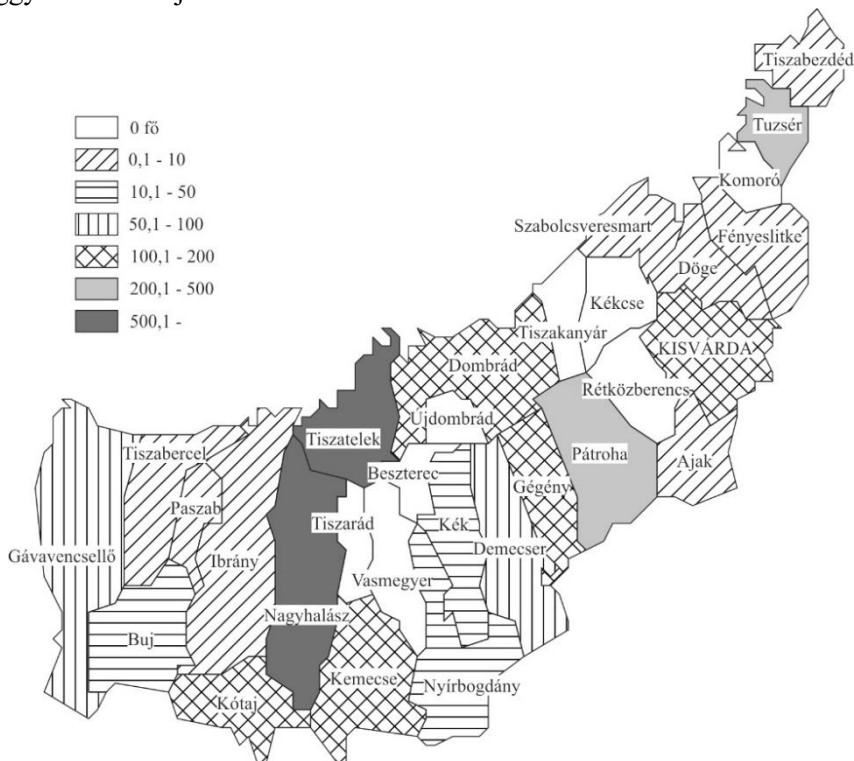 Tiszabezdéd
Tuzsér
0 fő
0,1 - 10
10,1 - 50
50,1 - 100
100,1 - 200
200,1 - 500
500,1 -
Komoró
Szabolcsveresmart
Fényeslitke
Döge
Kékcse
Tiszakanyár
KISVÁRDA
Dombrád
Rétközberencs
Újdombrád
Tiszatelek
Tiszabercel
Pátroha
Ajak
Beszterec
Gégény
Paszab
Tiszarád
Kék
Demecser
Gávavencsellő
Ibrány
Vasmegyer
Nagyhalász
Buj
Kemecse
Nyírbogdány
Kótaj